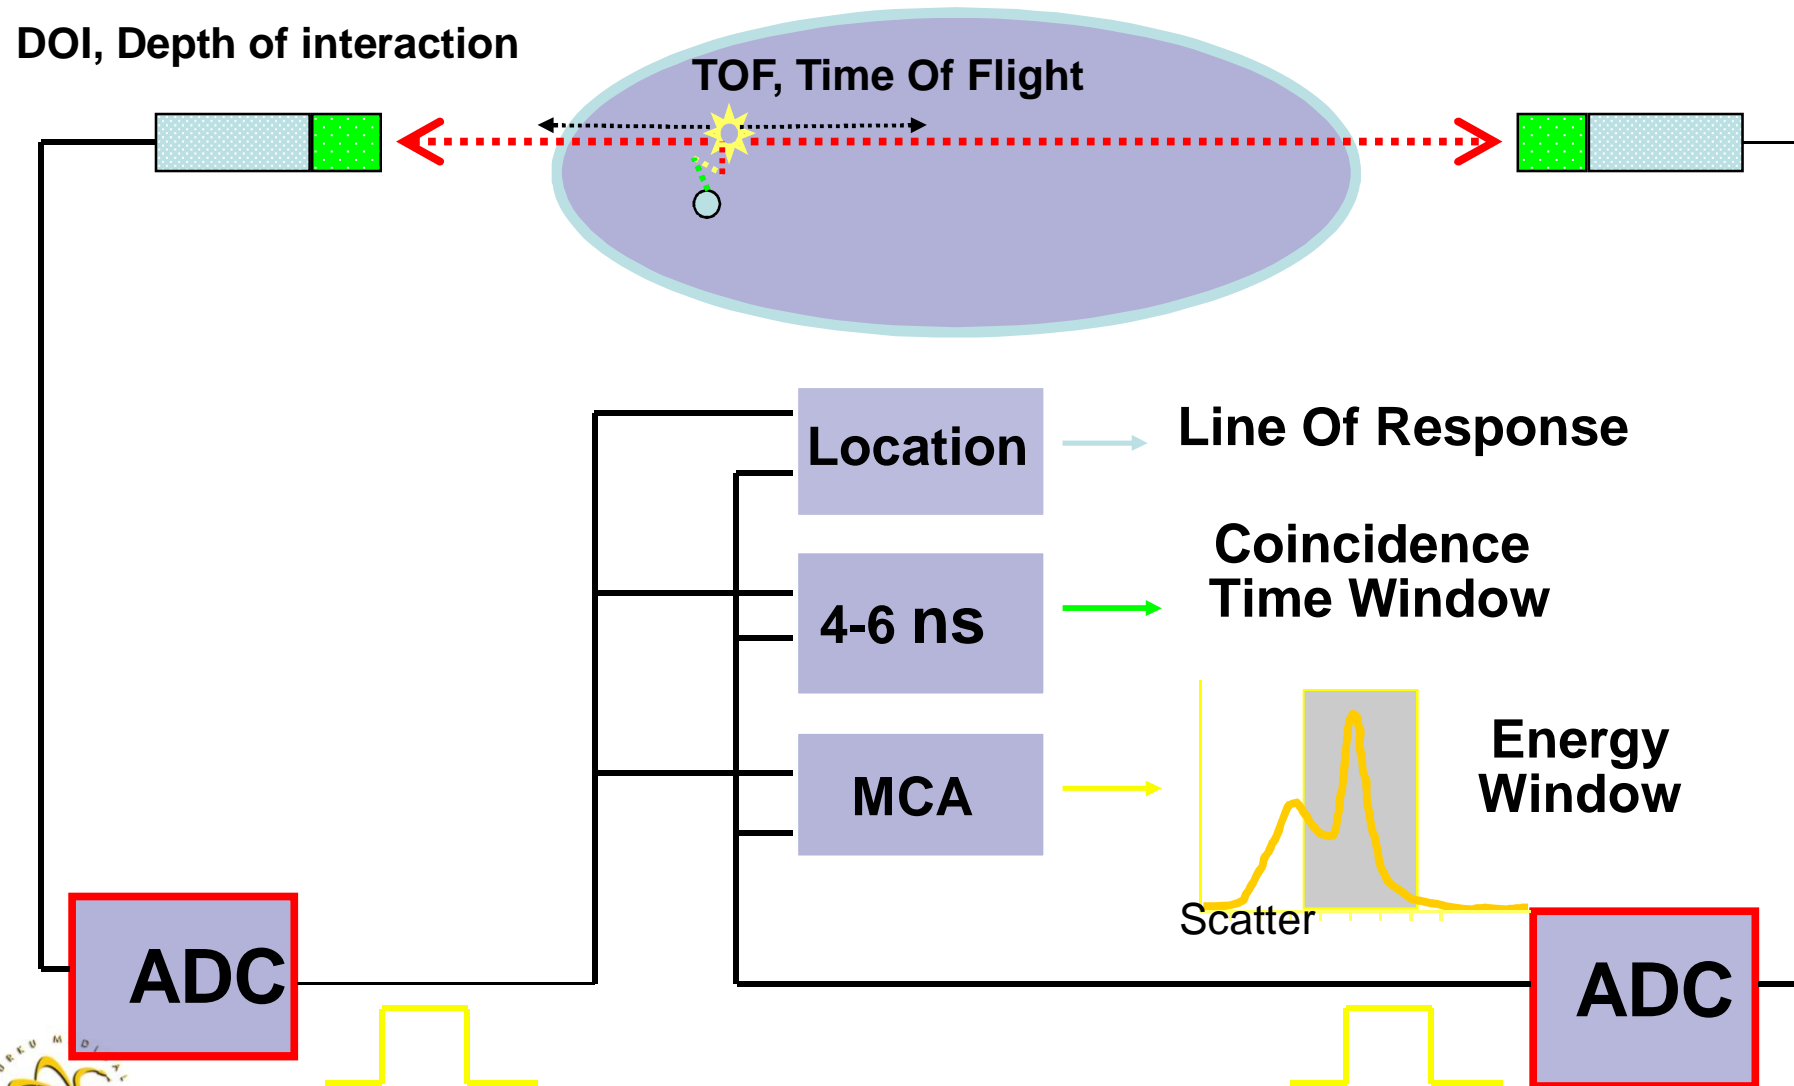 DOI, Depth of interaction
TOF, Time Of Flight
Location
Line Of Response
Coincidence
Time Window
4-6 ns
Energy
Window
MCA
Scatter
ADC
ADC